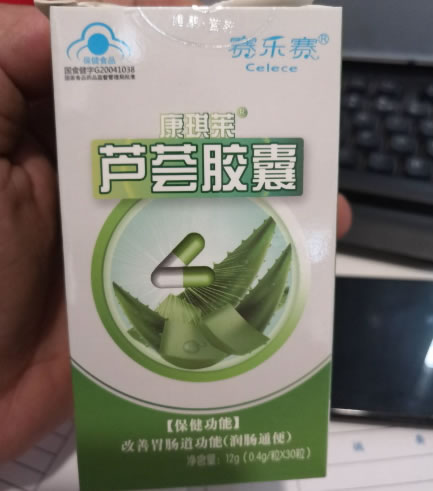 保健食品
国食健字G20041038
国家食品药品监督管理局批准
赛乐赛®
Celece
康琪莱®
芦荟胶囊
【保健功能】
改善胃肠道功能(润肠通便)
净含量：12g（0.4g/粒X30粒）